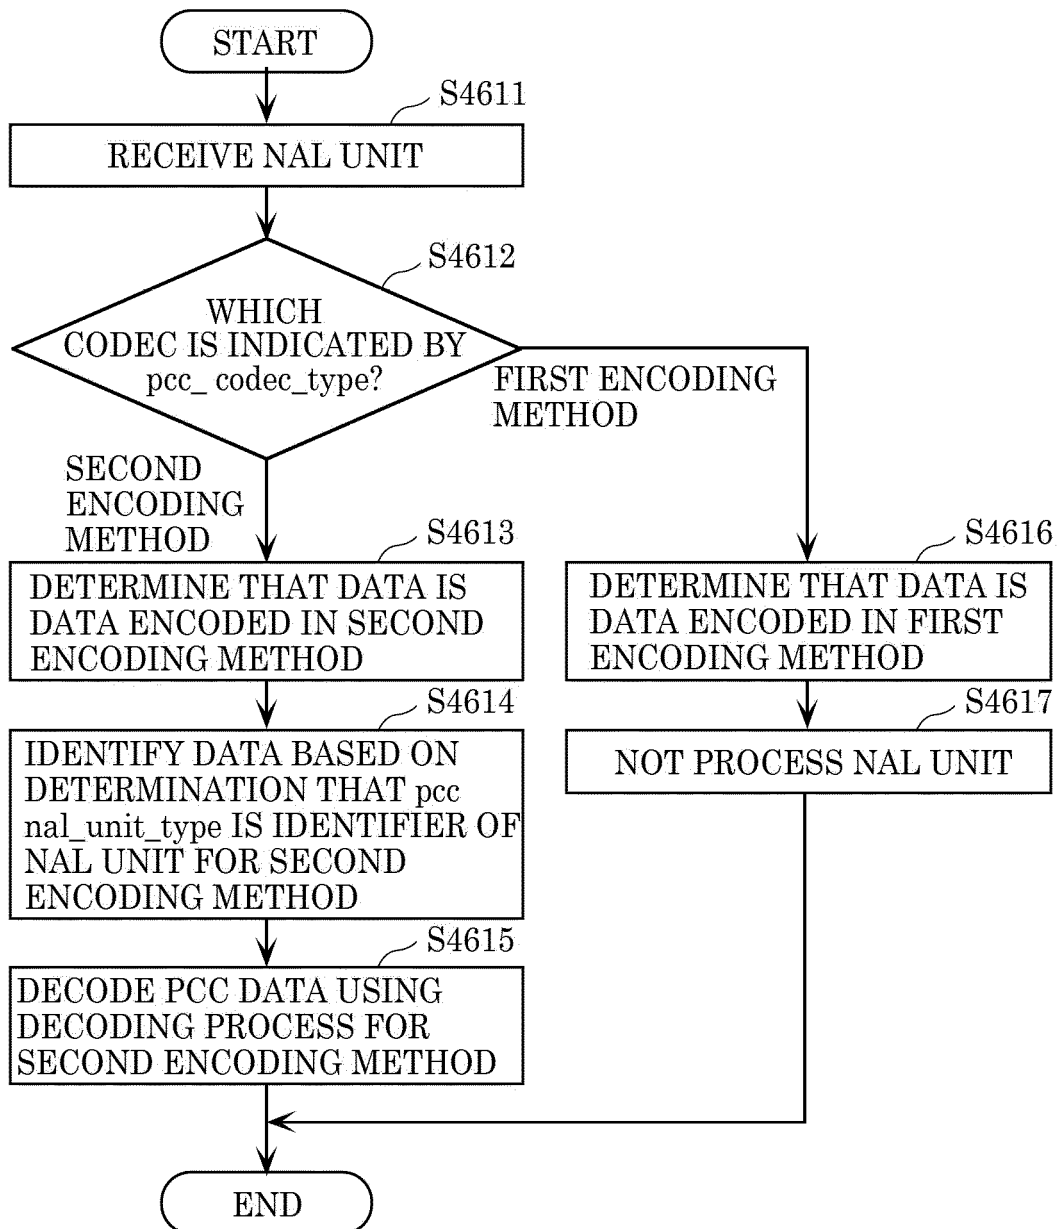 START
S4611
RECEIVE NAL UNIT
S4612
WHICH
CODEC IS INDICATED BY
pcc_ codec_type?
FIRST ENCODING
METHOD
SECOND
ENCODING
METHOD
S4613
DETERMINE THAT DATA IS
DATA ENCODED IN SECOND
ENCODING METHOD
S4616
DETERMINE THAT DATA IS
DATA ENCODED IN FIRST
ENCODING METHOD
S4614
IDENTIFY DATA BASED ON
DETERMINATION THAT pcc
nal_unit_type IS IDENTIFIER OF
NAL UNIT FOR SECOND
ENCODING METHOD
S4617
NOT PROCESS NAL UNIT
S4615
DECODE PCC DATA USING
DECODING PROCESS FOR
SECOND ENCODING METHOD
END